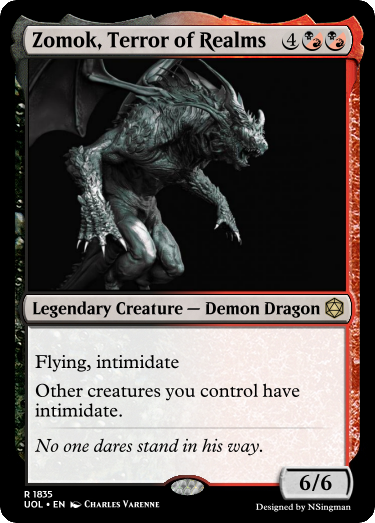 Zomok, Terror of Realms 4
Legendary Creature — Demon Dragon
Flying, intimidate
Other creatures you control have
intimidate.
No one dares stand in his way.
6/6
R 1835
UOL • EN Charles Varenne
Designed by NSingman